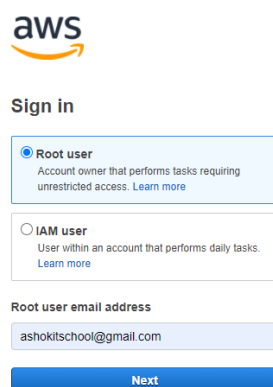 aws
Sign in
Root user
Account owner that performs tasks requiring
unrestricted access. Learn more
IAM user
User within an account that performs daily tasks.
Learn more
Root user email address
ashokitschool@gmail.com
Next